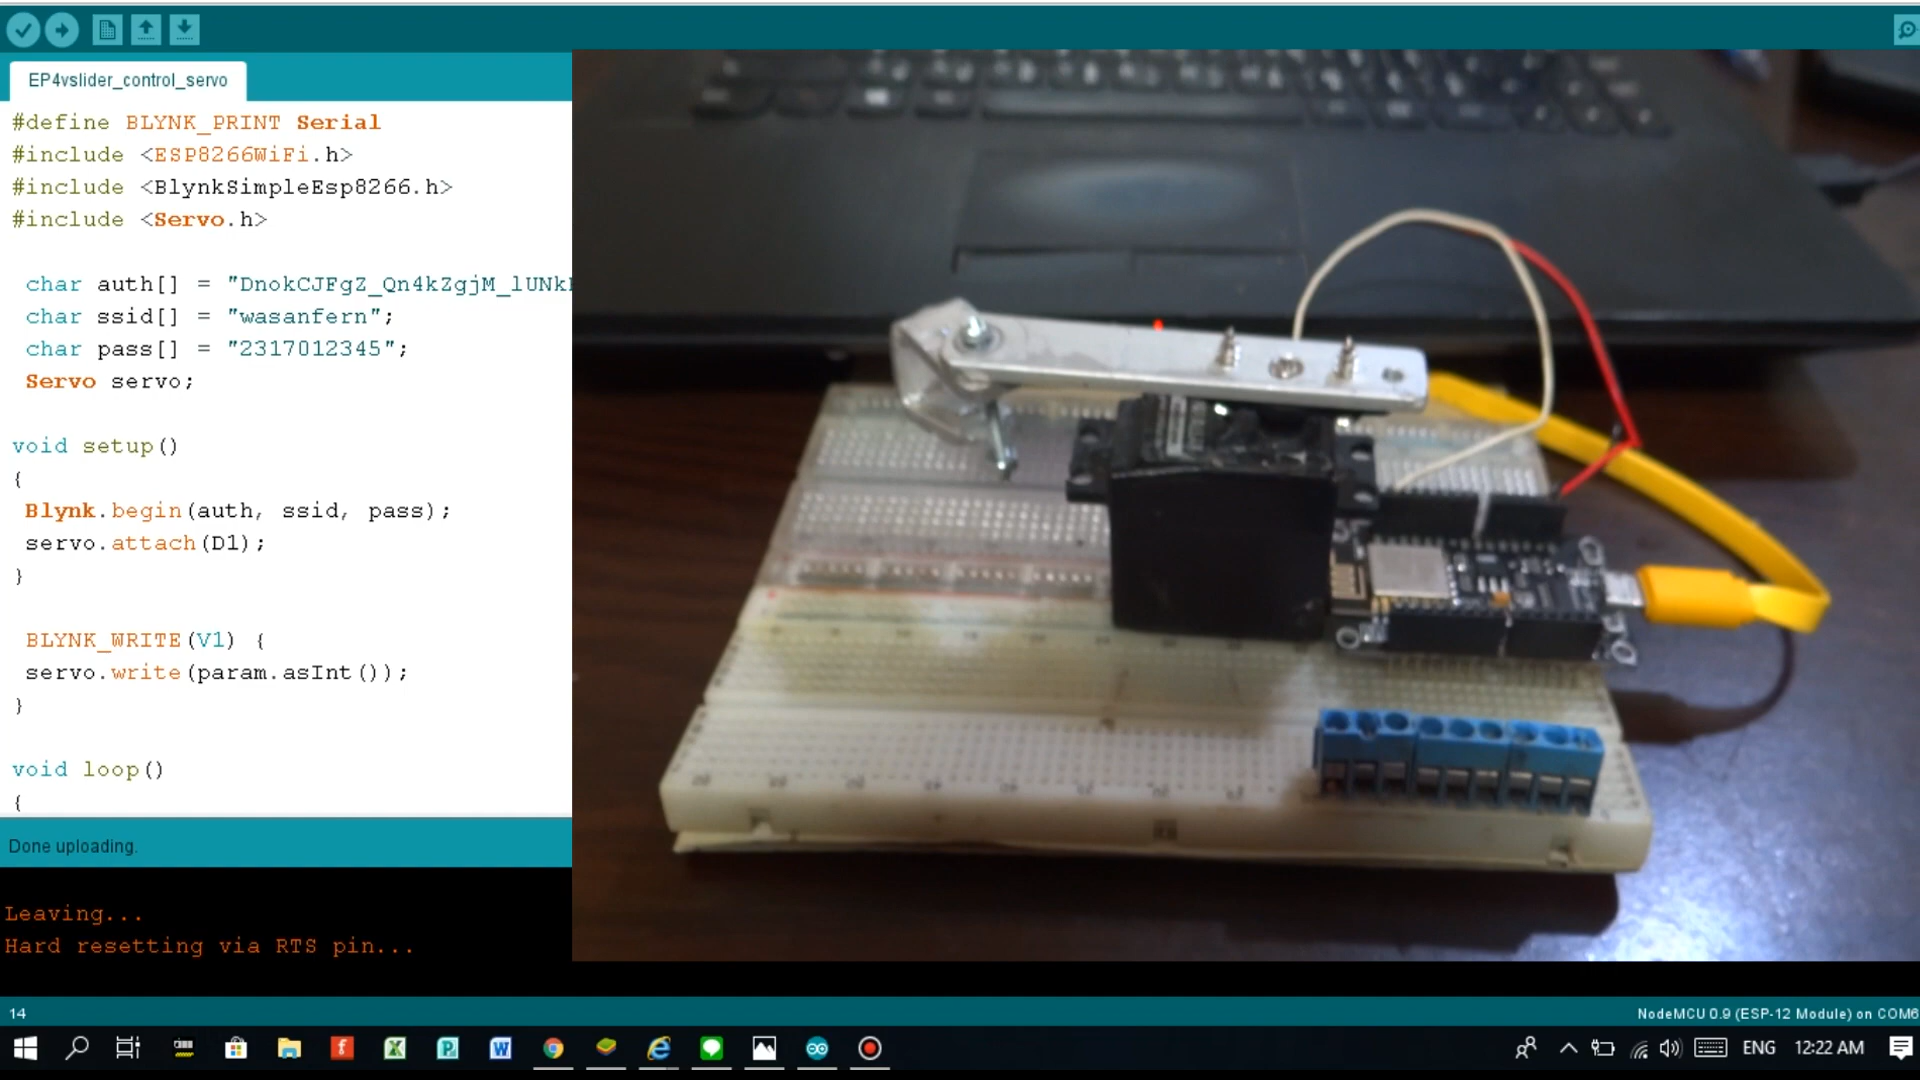 EP4vslider_control_servo
#define BLYNK_PRINT Serial
#include <ESP8266WiFi.h>
#include <BlynkSimpleEsp8266.h>
#include <Servo.h>
char auth[] = "DnokCJFgZ_Qn4kZgjM_lUNk
char ssid[] = "wasanfern";
char pass[] = "2317012345";
Servo servo;
void setup()
{
Blynk.begin(auth, ssid, pass);
servo.attach(D1);
}
BLYNK_WRITE(V1) {
servo.write(param.asInt());
}
void loop()
{
Done uploading.
Leaving...
Hard resetting via RTS pin...
14
NodeMCU 0.9 (ESP-12 Module) on COM6
ENG
12:22 AM